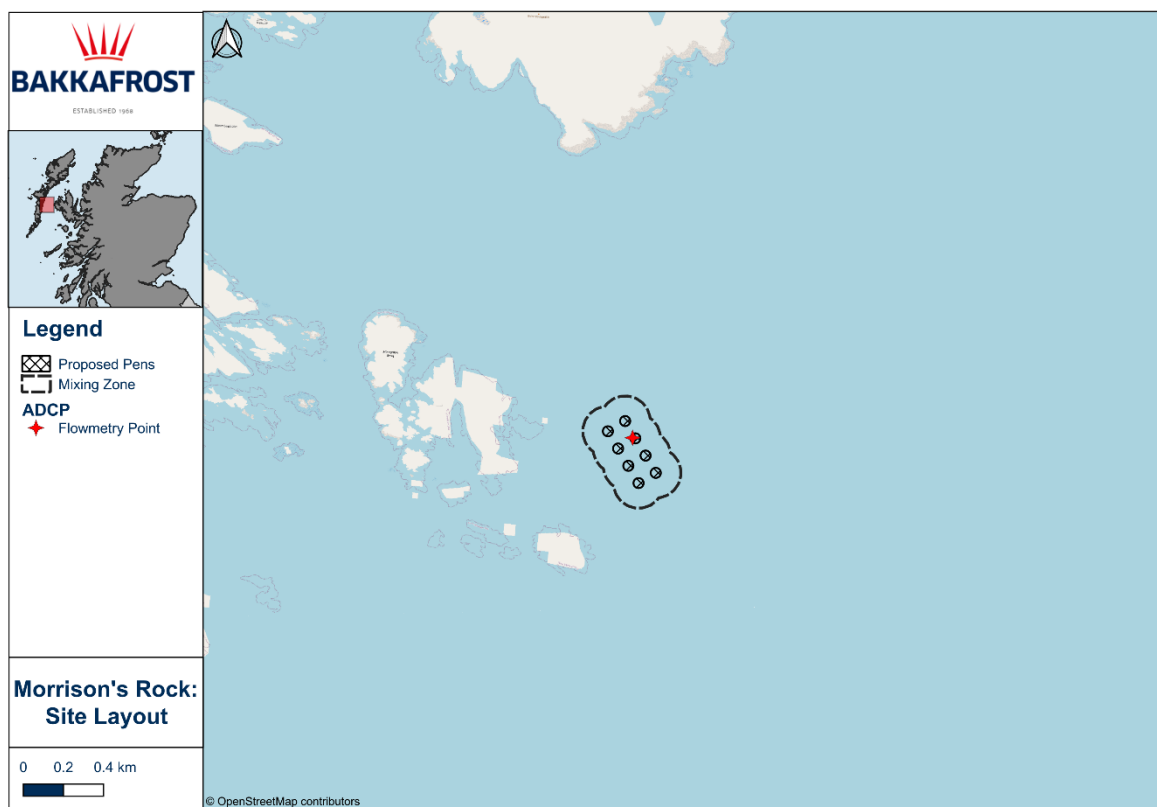 BAKKAFROST
ESTABLISHED 1968
Legend
Proposed Pens
Mixing Zone
ADCP
Flowmetry Point
Morrison's Rock:
Site Layout
0 0.2 0.4 km
© OpenStreetMap contributors